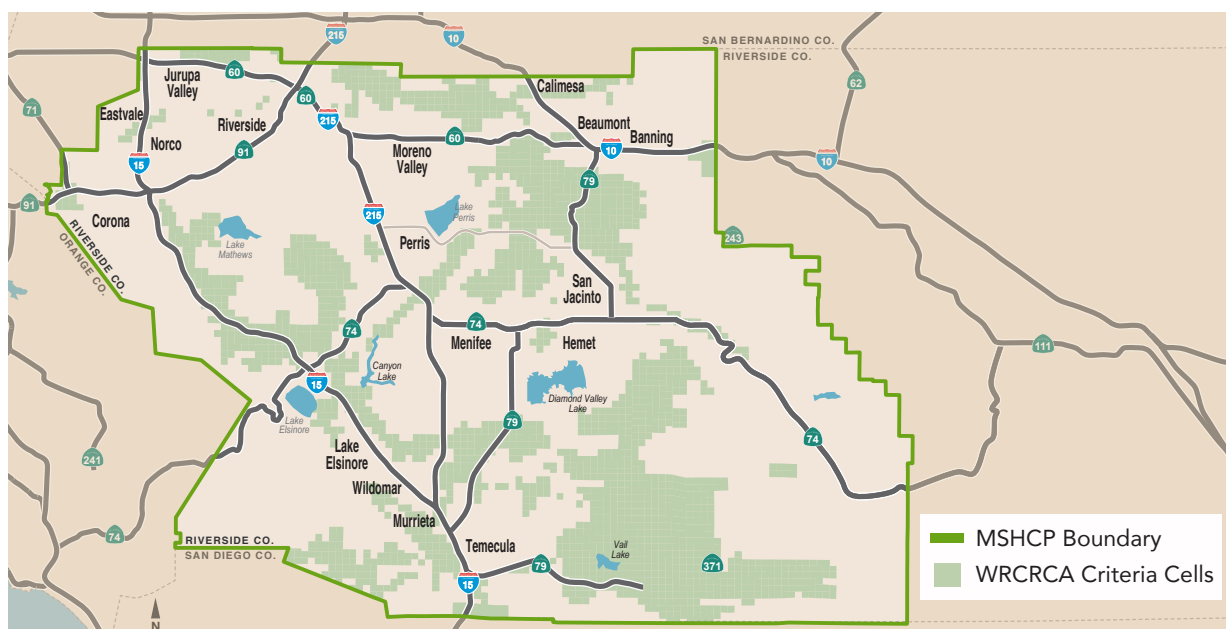 SAN BERNARDINO CO.
RIVERSIDE CO.
215
10
62
Jurupa
Valley
60
Calimesa
71
Eastvale
60
215
Riverside
Beaumont
Banning
Norco
60
10
10
15
91
Moreno
Valley
79
91
Corona
215
Lake
Perris
RIVERSIDE CO.
ORANGE CO.
Lake
Mathews
Perris
243
San
Jacinto
74
74
Menifee
Hemet
111
Canyon
Lake
15
Diamond Valley
Lake
Lake
Elsinore
79
74
241
Lake
Elsinore
Wildomar
Murrieta
74
RIVERSIDE CO.
SAN DIEGO CO.
Temecula
Vail
Lake
79
371
15
N
MSHCP Boundary
WRCRCA Criteria Cells